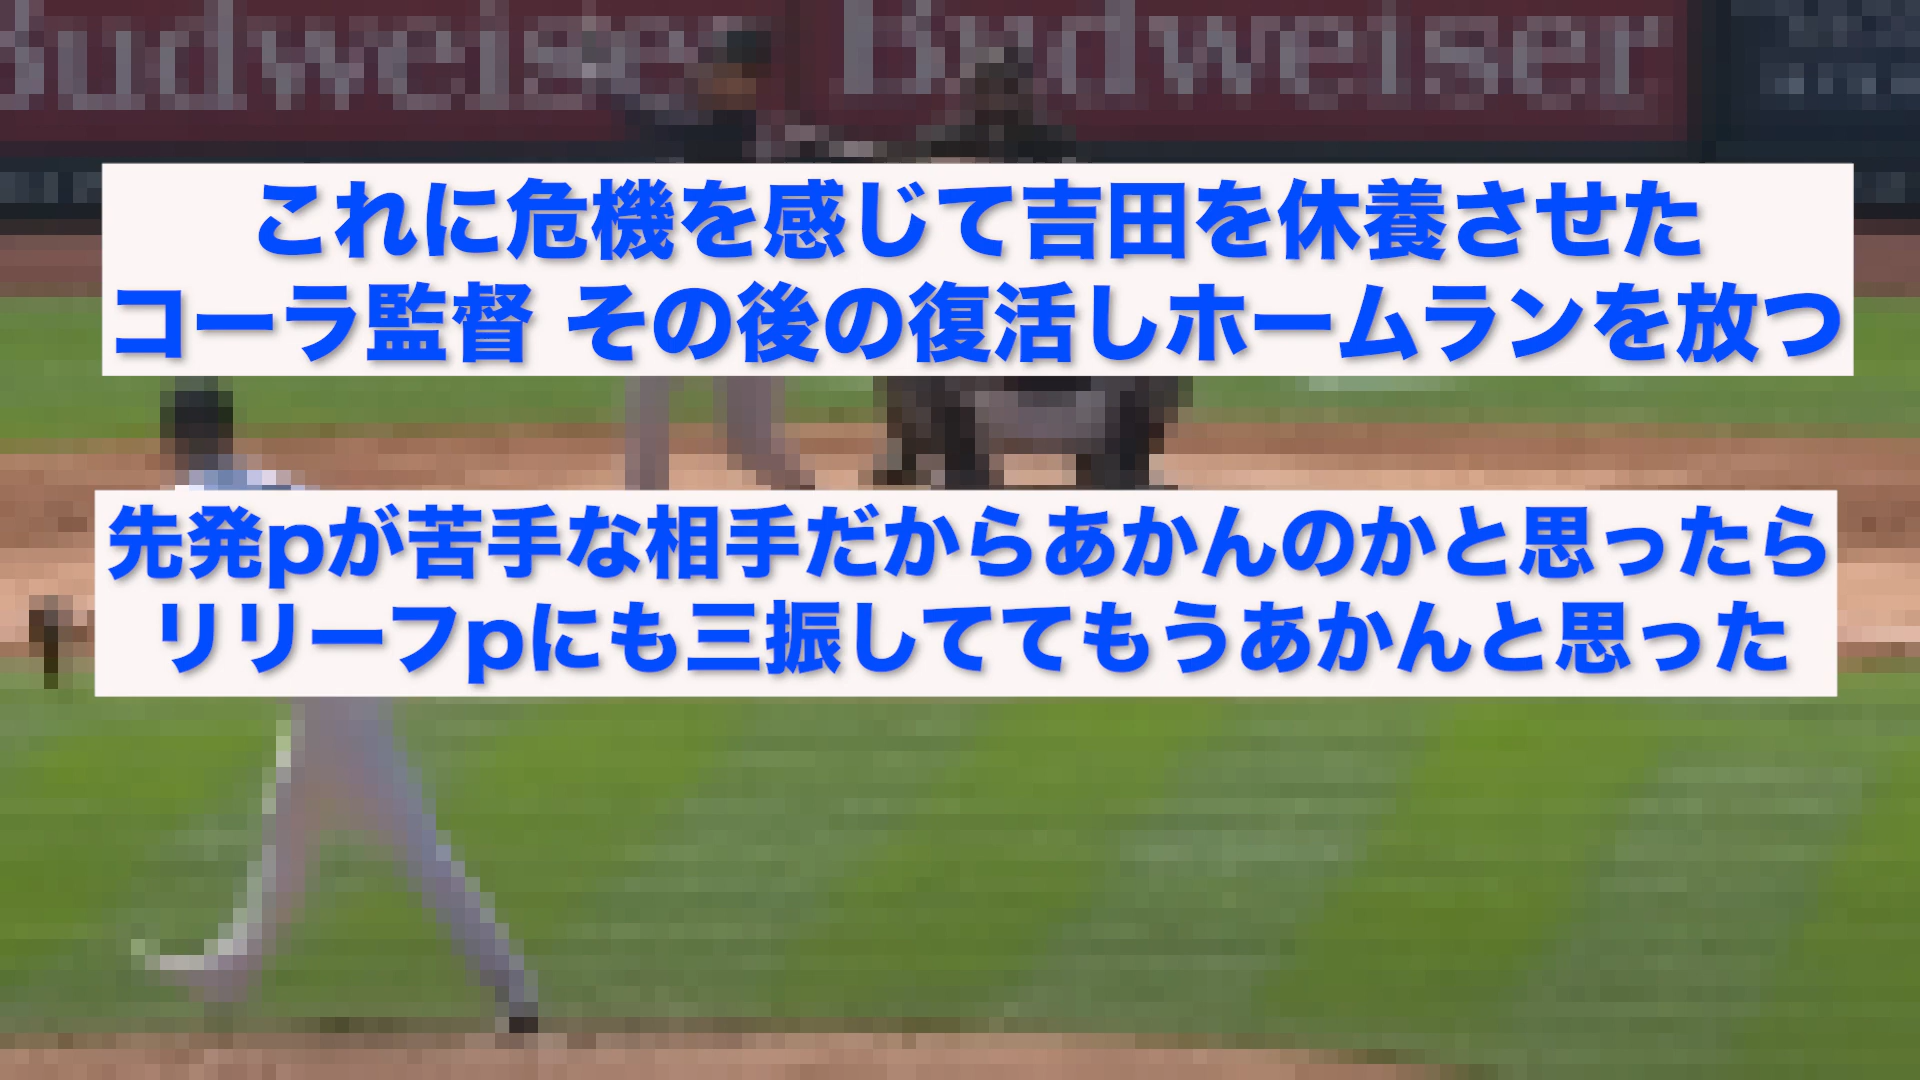 Budweiser Budweiser
これに危機を感じて吉田を休養させた
コーラ監督 その後の復活しホームランを放つ
先発pが苦手な相手だからあかんのかと思ったら
リリーフpにも三振しててもうあかんと思った